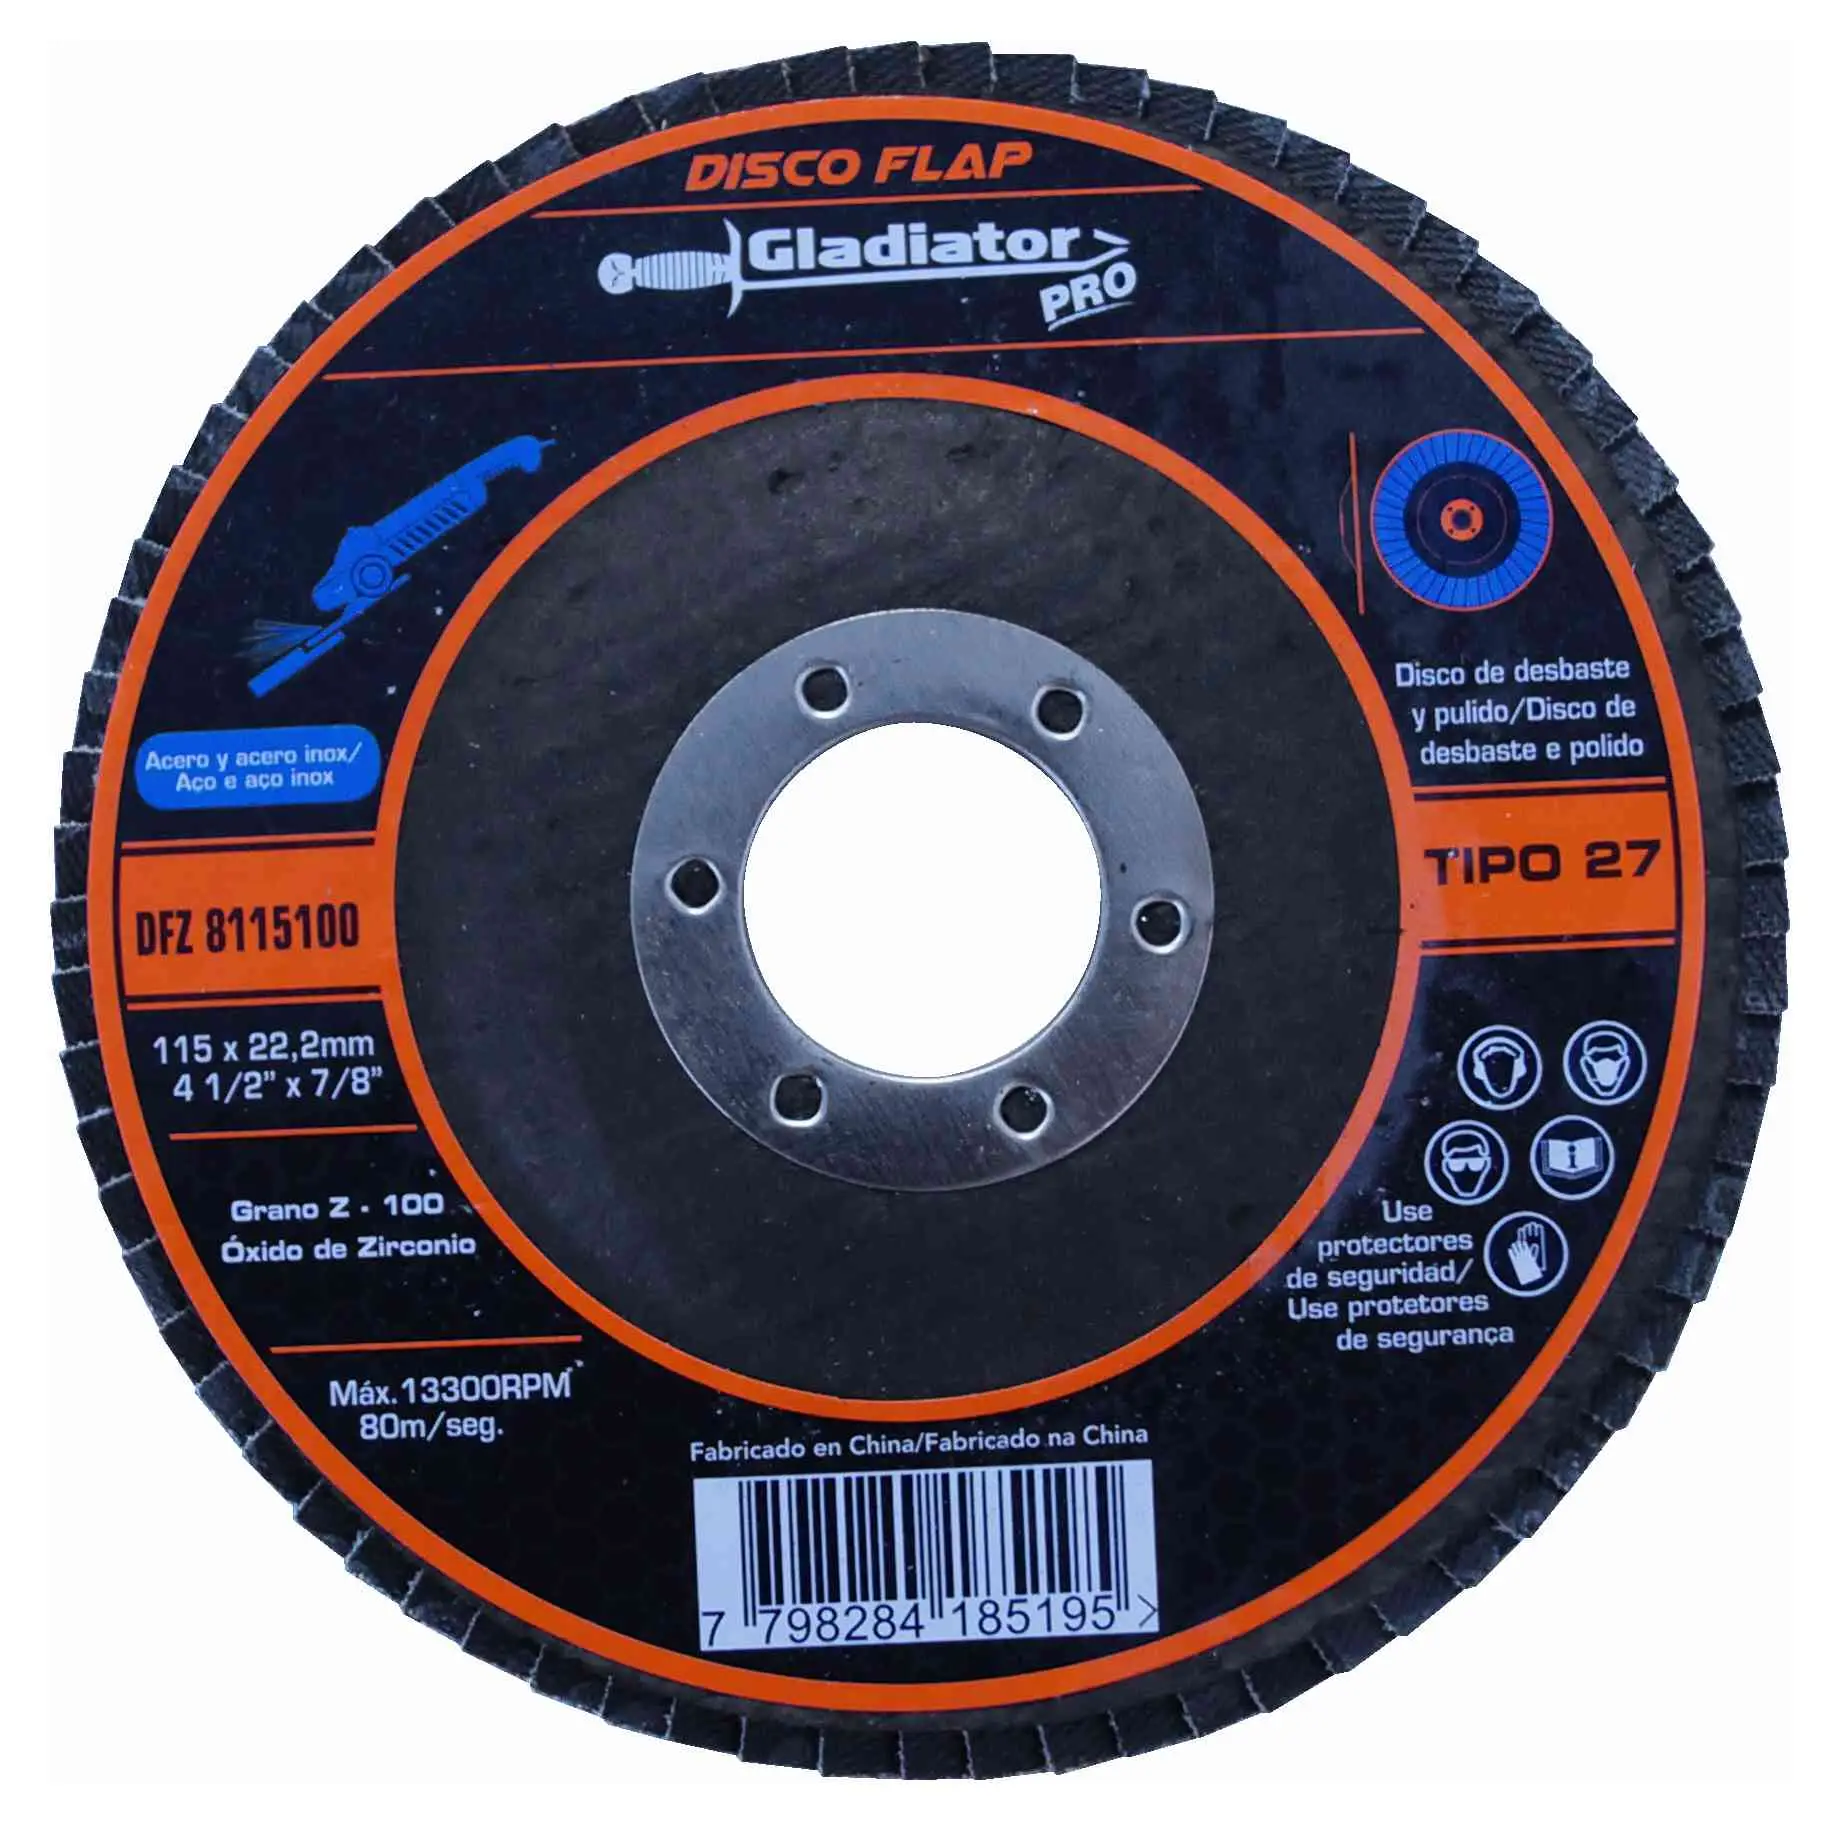 DISCO FLAP
Gladiator
PRO
Acero y acero inox/
Aço e aço inox
DFZ 8115100
115 x 22,2mm
4 1/2" x 7/8"
Grano Z - 100
Óxido de Zirconio
Máx.13300RPM
80m/seg.
Disco de desbaste
y pulido/Disco de
desbaste e polido
TIPO 27
Use
protectores
de seguridad/
Use protetores
de segurança
Fabricado en China/Fabricado na China
7 798284 185195 >